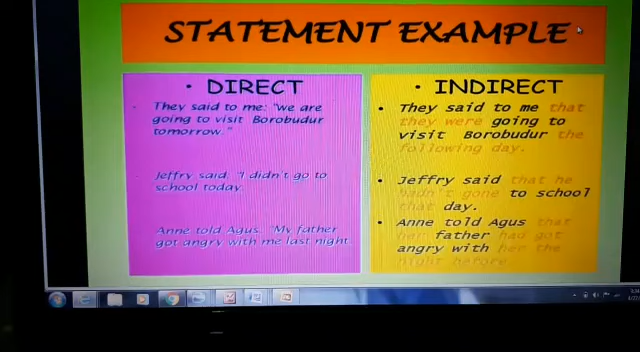 STATEMENT EXAMPLE
• DIRECT
They said to me: "we are
going to visit Borobudur
tomorrow."
Jeffry said: "I didn't go to
school today.
Anne told Agus. "My father
got angry with me last night.
• INDIRECT
• They said to me that
they were going to
visit Borobudur the
following day.
• Jeffry said that he
hadn't gone to school
that day.
• Anne told Agus that
her father had got
angry with her the
night before.